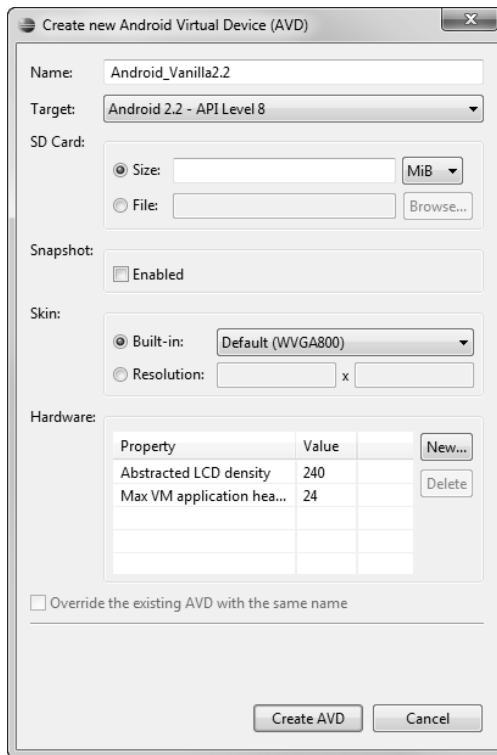 Create new Android Virtual Device (AVD)
X
Name: Android_Vanilla2.2
Target: Android 2.2 - API Level 8
SD Card:
Size: MiB
File: Browse...
Snapshot:
Enabled
Skin:
Built-in: Default (WVGA800)
Resolution: x
Hardware:
Property Value New...
Abstracted LCD density 240 Delete
Max VM application hea... 24
Override the existing AVD with the same name
Create AVD Cancel